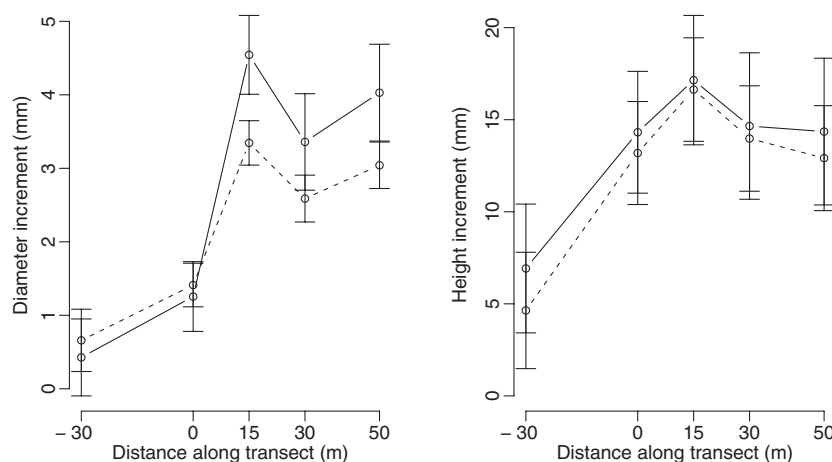 Diameter increment (mm)
5
4
3
2
1
0
– 30 0 15 30 50
Distance along transect (m)
Height increment (mm)
20
15
10
5
0
– 30 0 15 30 50
Distance along transect (m)